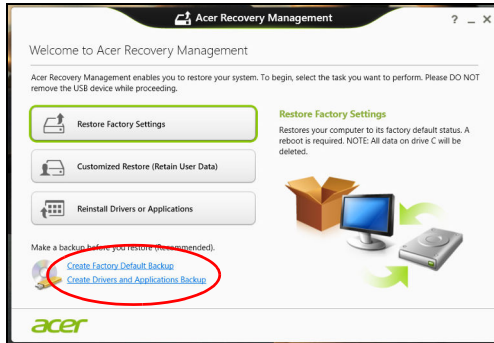 Acer Recovery Management
? _ X
Welcome to Acer Recovery Management
Acer Recovery Management enables you to restore your system. To begin, select the task you want to perform. Please DO NOT
remove the USB device while proceeding.
Restore Factory Settings
Customized Restore (Retain User Data)
Reinstall Drivers or Applications
Restore Factory Settings
Restores your computer to its factory default status. A
reboot is required. NOTE: All data on drive C will be
deleted.
Make a backup before you restore (Recommended).
Create Factory Default Backup
Create Drivers and Applications Backup
acer